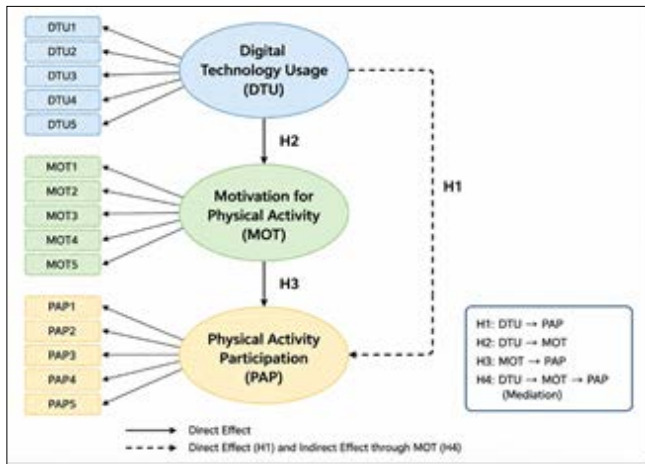 DTU1
DTU2
DTU3
DTU4
DTU5
Digital
Technology Usage
(DTU)
H2
H1
MOT1
MOT2
MOT3
MOT4
MOT5
Motivation for
Physical Activity
(MOT)
H3
PAP1
PAP2
PAP3
PAP4
PAP5
Physical Activity
Participation
(PAP)
H1: DTU → PAP
H2: DTU → MOT
H3: MOT → PAP
H4: DTU → MOT → PAP
(Mediation)
Direct Effect
Direct Effect (H1) and Indirect Effect through MOT (H4)